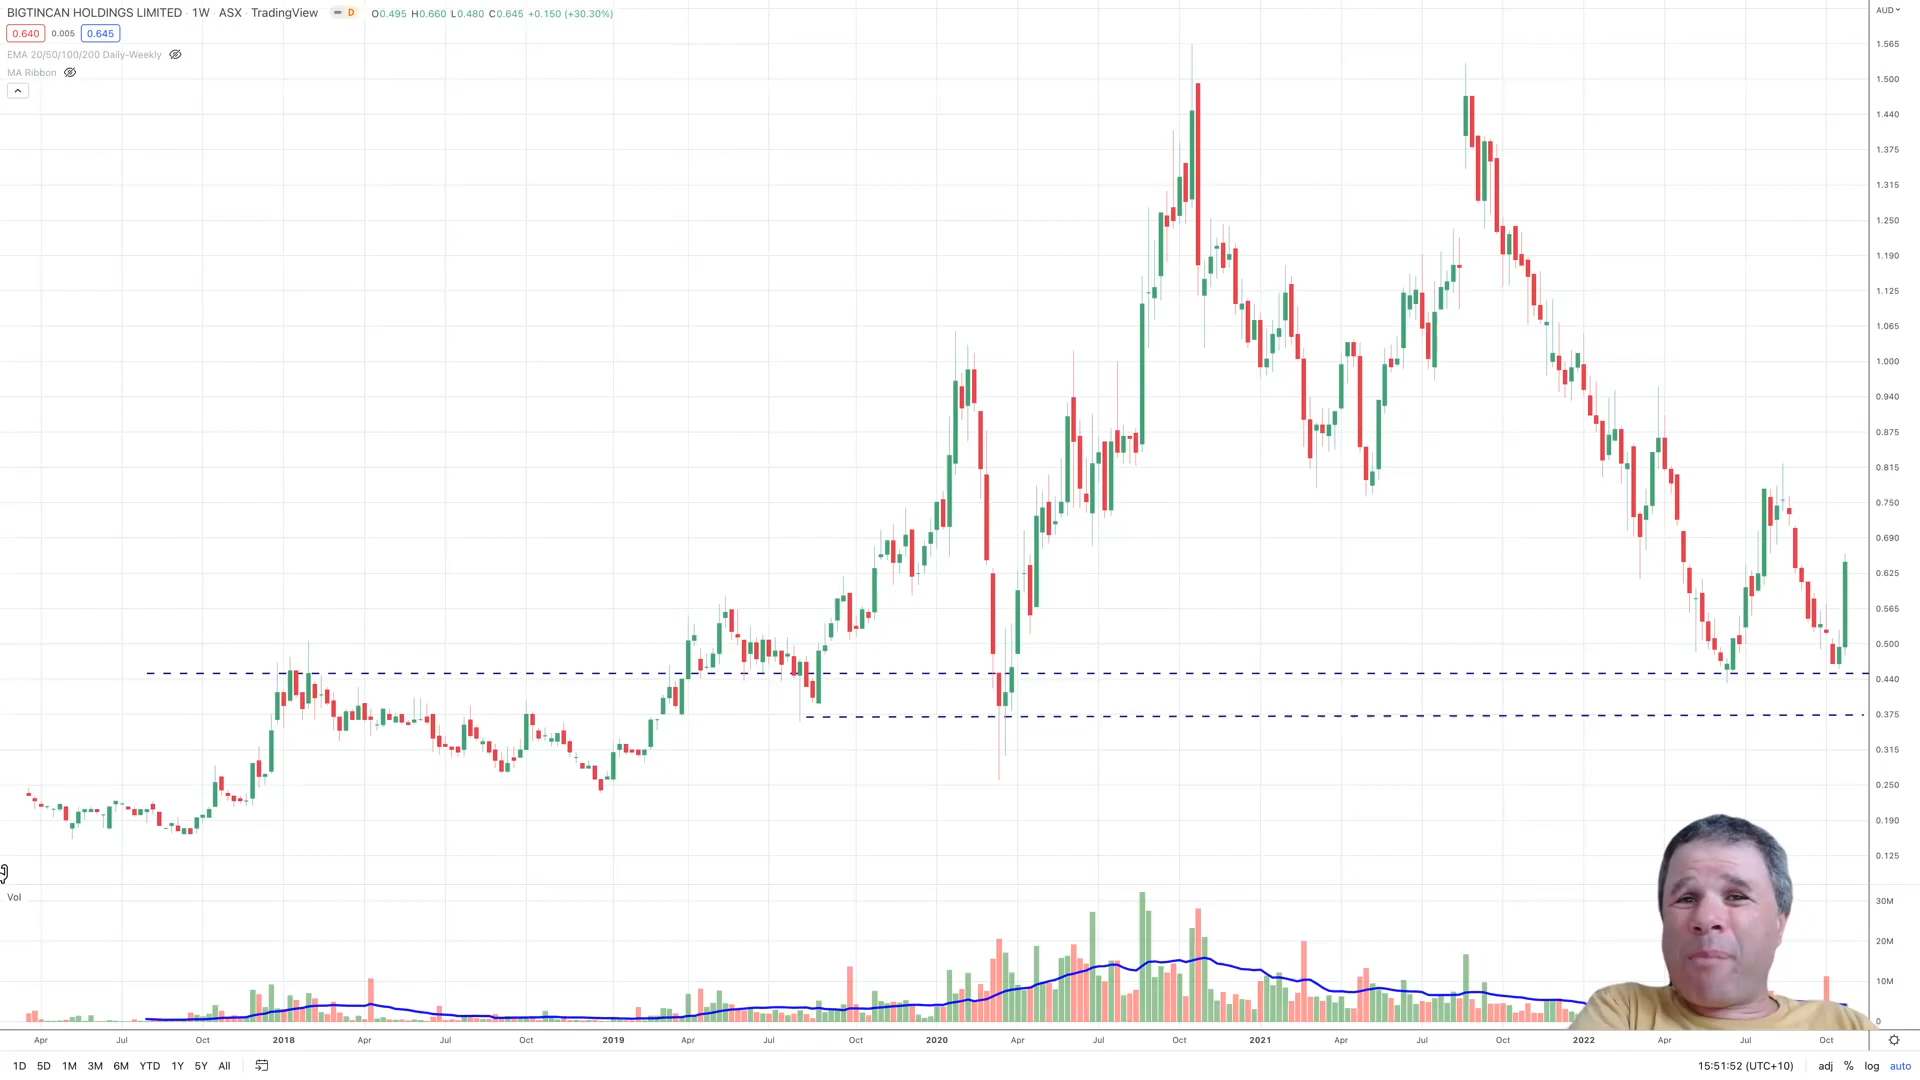 BIGTINCAN HOLDINGS LIMITED · 1W · ASX · TradingView D O0.495 H0.660 L0.480 C0.645 +0.150 (+30.30%)
0.640 0.005 0.645
EMA 20/50/100/200 Daily-Weekly
MA Ribbon
AUD
1.565
1.500
1.440
1.375
1.315
1.250
1.190
1.125
1.065
1.000
0.940
0.875
0.815
0.750
0.690
0.625
0.565
0.500
0.440
0.375
0.315
0.250
0.190
0.125
Vol
30M
20M
10M
0
Apr Jul Oct 2018 Apr Jul Oct 2019 Apr Jul Oct 2020 Apr Jul Oct 2021 Apr Jul Oct 2022 Apr Jul Oct
1D 5D 1M 3M 6M YTD 1Y 5Y All 15:51:52 (UTC+10) adj % log auto